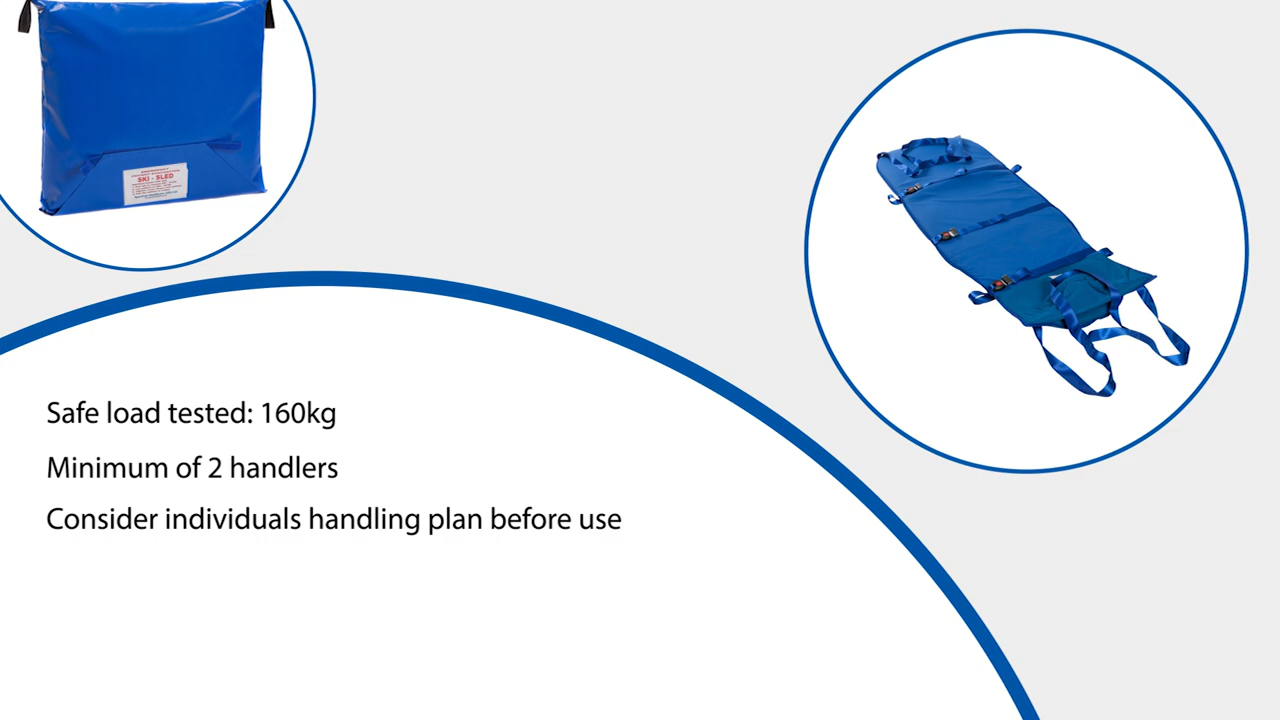 SKI - SLED
Safe load tested: 160kg
Minimum of 2 handlers
Consider individuals handling plan before use